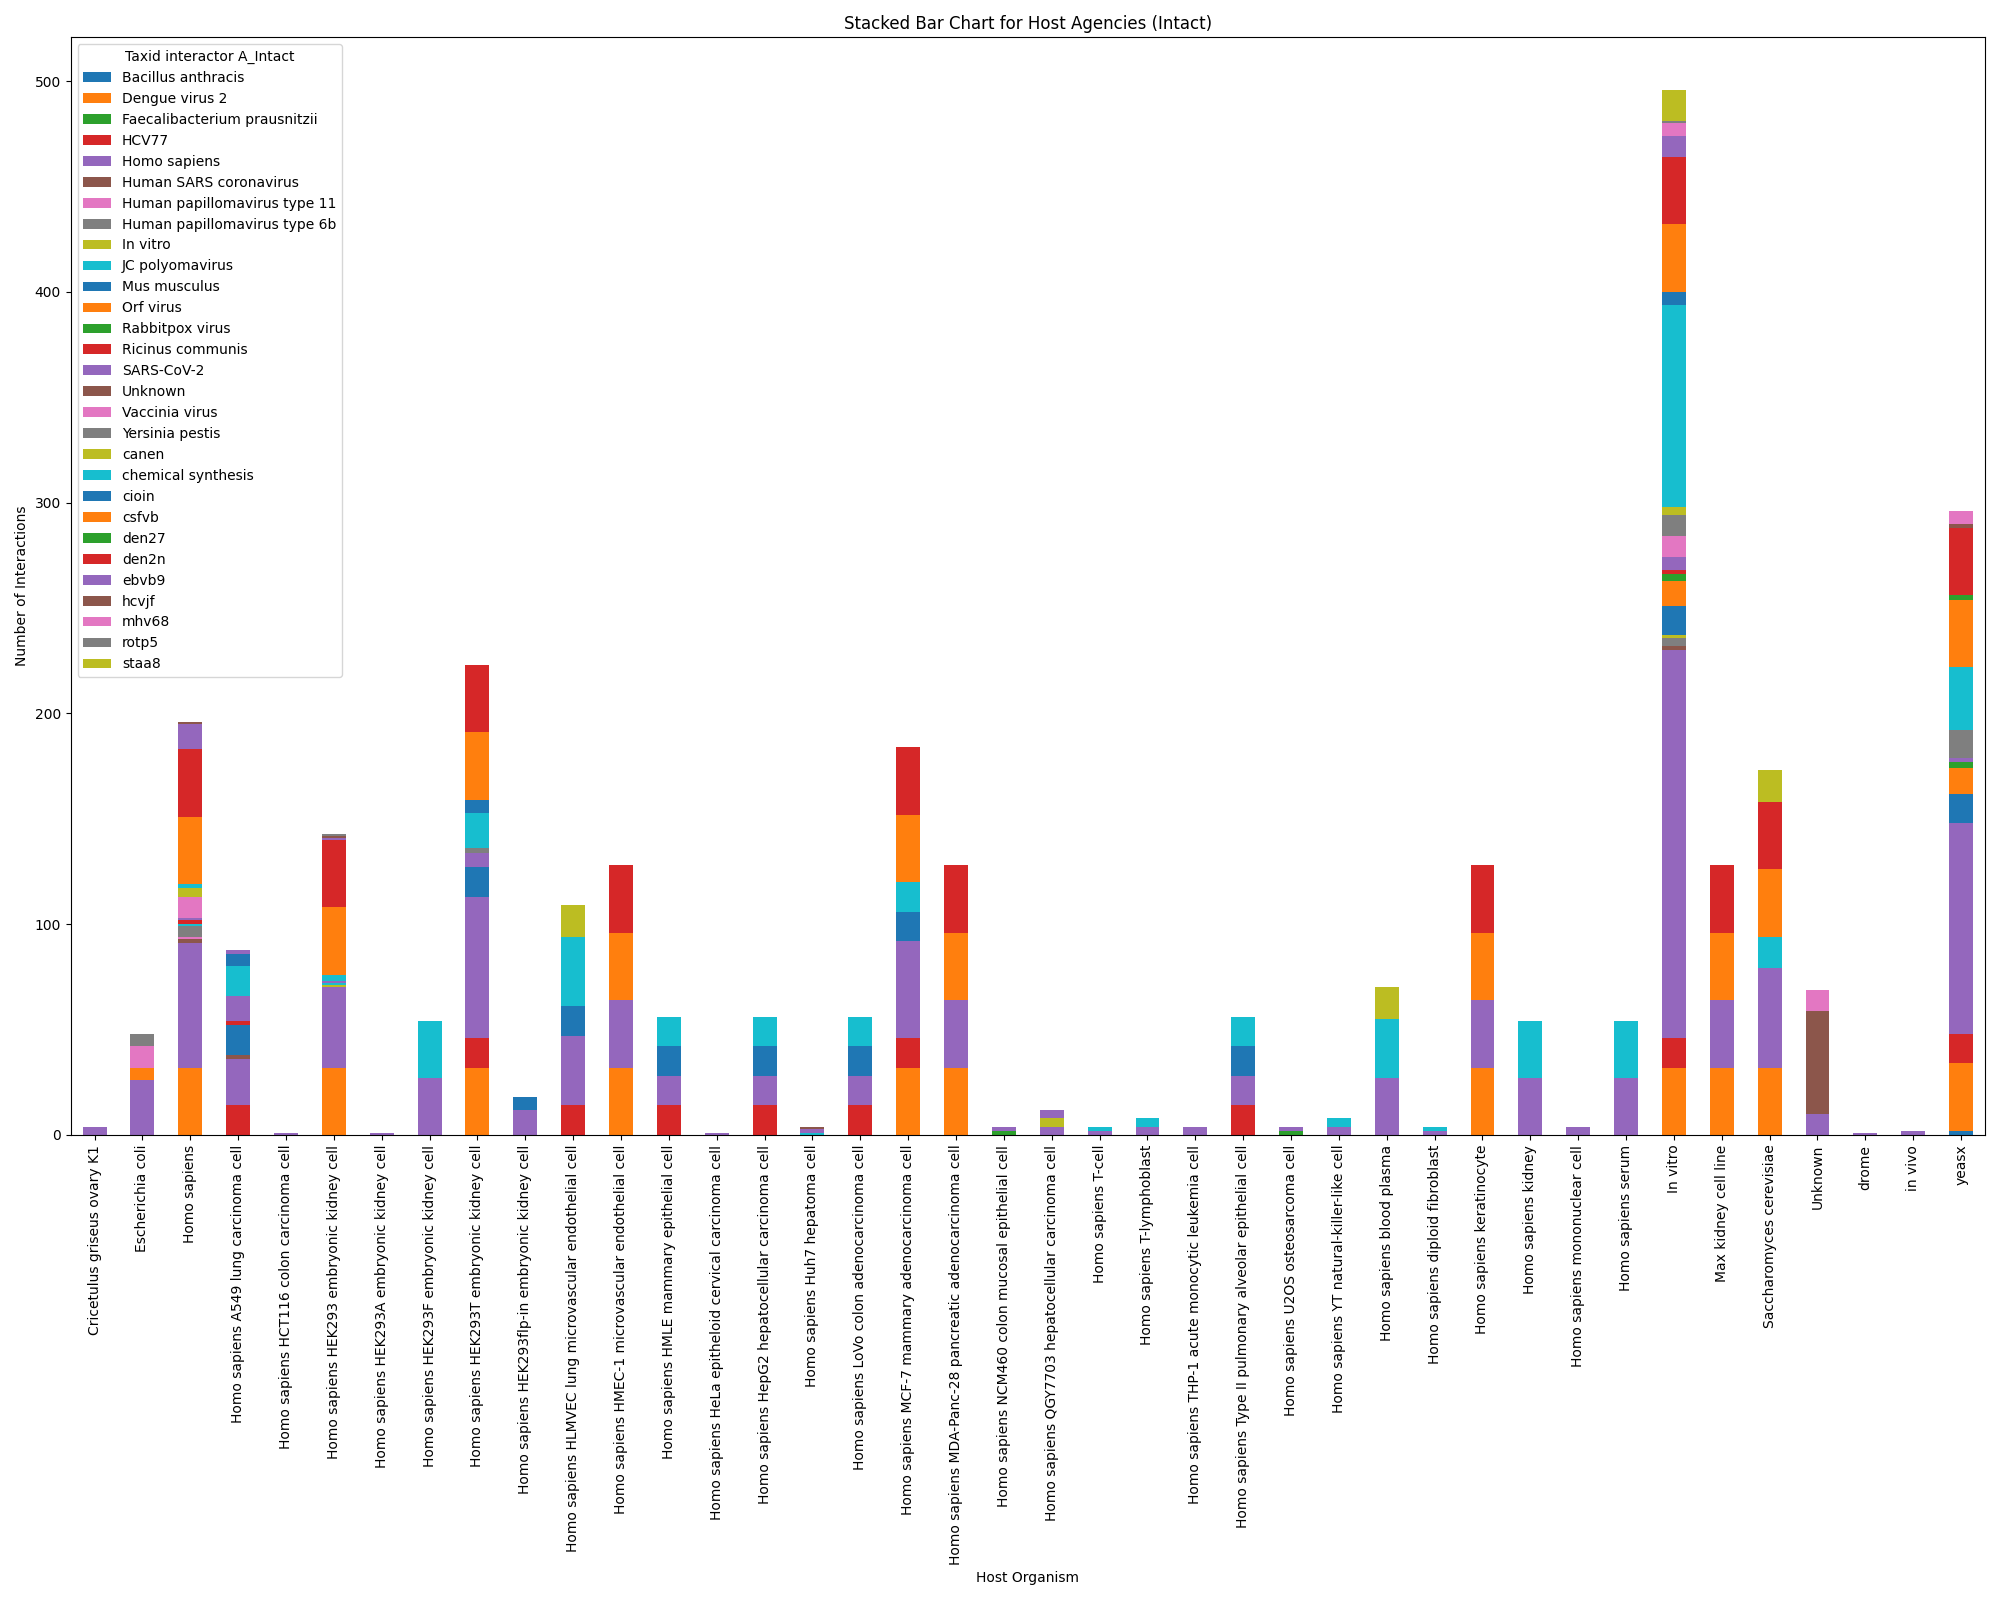 Stacked Bar Chart for Host Agencies (Intact)
Number of Interactions
500
400
300
200
100
0
Taxid interactor A_Intact
Bacillus anthracis
Dengue virus 2
Faecalibacterium prausnitzii
HCV77
Homo sapiens
Human SARS coronavirus
Human papillomavirus type 11
Human papillomavirus type 6b
In vitro
JC polyomavirus
Mus musculus
Orf virus
Rabbitpox virus
Ricinus communis
SARS-CoV-2
Unknown
Vaccinia virus
Yersinia pestis
canen
chemical synthesis
cioin
csfvb
den27
den2n
ebvb9
hcvjf
mhv68
rotp5
staa8
Cricetulus griseus ovary K1
Escherichia coli
Homo sapiens
Homo sapiens A549 lung carcinoma cell
Homo sapiens HCT116 colon carcinoma cell
Homo sapiens HEK293 embryonic kidney cell
Homo sapiens HEK293A embryonic kidney cell
Homo sapiens HEK293F embryonic kidney cell
Homo sapiens HEK293T embryonic kidney cell
Homo sapiens HEK293flp-in embryonic kidney cell
Homo sapiens HLMVEC lung microvascular endothelial cell
Homo sapiens HMEC-1 microvascular endothelial cell
Homo sapiens HMLE mammary epithelial cell
Homo sapiens HeLa epitheloid cervical carcinoma cell
Homo sapiens HepG2 hepatocellular carcinoma cell
Homo sapiens Huh7 hepatoma cell
Homo sapiens LoVo colon adenocarcinoma cell
Homo sapiens MCF-7 mammary adenocarcinoma cell
Homo sapiens MDA-Panc-28 pancreatic adenocarcinoma cell
Homo sapiens NCM460 colon mucosal epithelial cell
Homo sapiens QGY7703 hepatocellular carcinoma cell
Homo sapiens T-cell
Homo sapiens T-lymphoblast
Homo sapiens THP-1 acute monocytic leukemia cell
Homo sapiens Type II pulmonary alveolar epithelial cell
Homo sapiens U2OS osteosarcoma cell
Homo sapiens YT natural-killer-like cell
Homo sapiens blood plasma
Homo sapiens diploid fibroblast
Homo sapiens keratinocyte
Homo sapiens kidney
Homo sapiens mononuclear cell
Homo sapiens serum
In vitro
Max kidney cell line
Saccharomyces cerevisiae
Unknown
drome
in vivo
yeasx
Host Organism